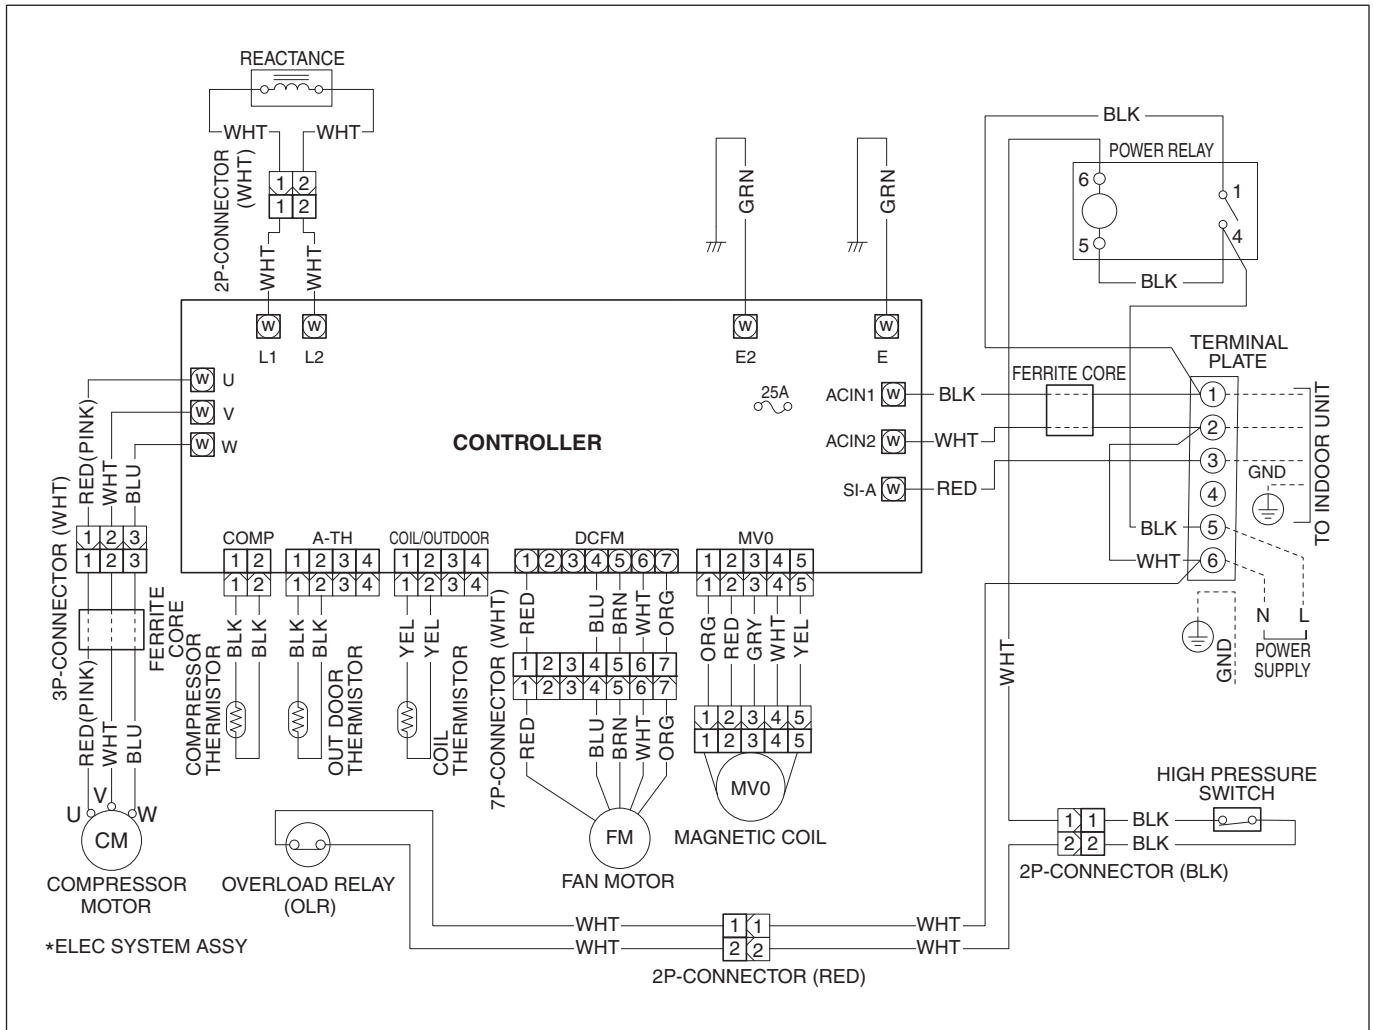 REACTANCE
WHT WHT
2P-CONNECTOR
(WHT)
1 2
1 2
WHT WHT
GRN GRN
BLK
POWER RELAY
6 1
5 4
BLK
W W W W
L1 L2 E2 E
TERMINAL
PLATE
FERRITE CORE
W U
W V
W W
25A
CONTROLLER
ACIN1 W BLK 1
ACIN2 W WHT 2
SI-A W RED 3
4
BLK 5
WHT 6
GND
TO INDOOR UNIT
N L
POWER
SUPPLY
GND
RED(PINK) WHT BLU
3P-CONNECTOR (WHT)
1 2 3
1 2 3
FERRITE
CORE
RED(PINK) WHT BLU
U V W
CM
COMPRESSOR
MOTOR
COMP A-TH COIL/OUTDOOR DCFM MV0
1 2 1 2 3 4 1 2 3 4 1 2 3 4 5 6 7 1 2 3 4 5
1 2 1 2 3 4 1 2 3 4 1 2 3 4 5
BLK BLK BLK BLK YEL YEL
COMPRESSOR
THERMISTOR
OUT DOOR
THERMISTOR
COIL
THERMISTOR
7P-CONNECTOR (WHT)
RED BLU BRN WHT ORG
1 2 3 4 5 6 7
1 2 3 4 5 6 7
RED BLU BRN WHT ORG
FM
FAN MOTOR
ORG RED GRY WHT YEL
1 2 3 4 5
1 2 3 4 5
MV0
MAGNETIC COIL
WHT
HIGH PRESSURE
SWITCH
1 1 BLK
2 2 BLK
2P-CONNECTOR (BLK)
OVERLOAD RELAY
(OLR)
WHT 1 1 WHT
WHT 2 2 WHT
2P-CONNECTOR (RED)
*ELEC SYSTEM ASSY